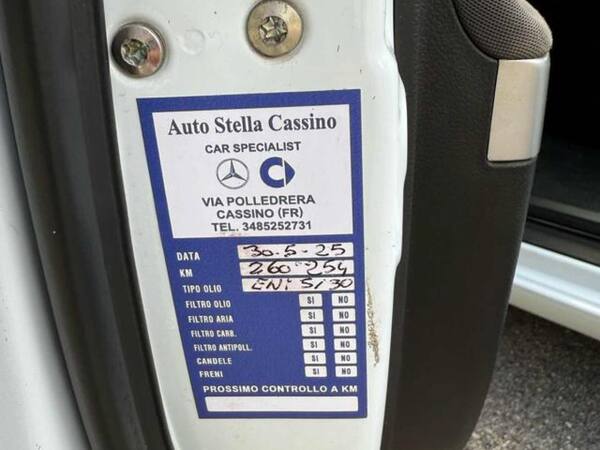 Auto Stella Cassino
CAR SPECIALIST
VIA POLLEDRERA
CASSINO (FR)
TEL. 3485252731
DATA 30.5-25
KM 260°254
TIPO OLIO ENi 5/30
FILTRO OLIO SI NO
FILTRO ARIA SI NO
FILTRO CARB. SI NO
FILTRO ANTIPOLL. SI NO
CANDELE SI NO
FRENI SI NO
PROSSIMO CONTROLLO A KM